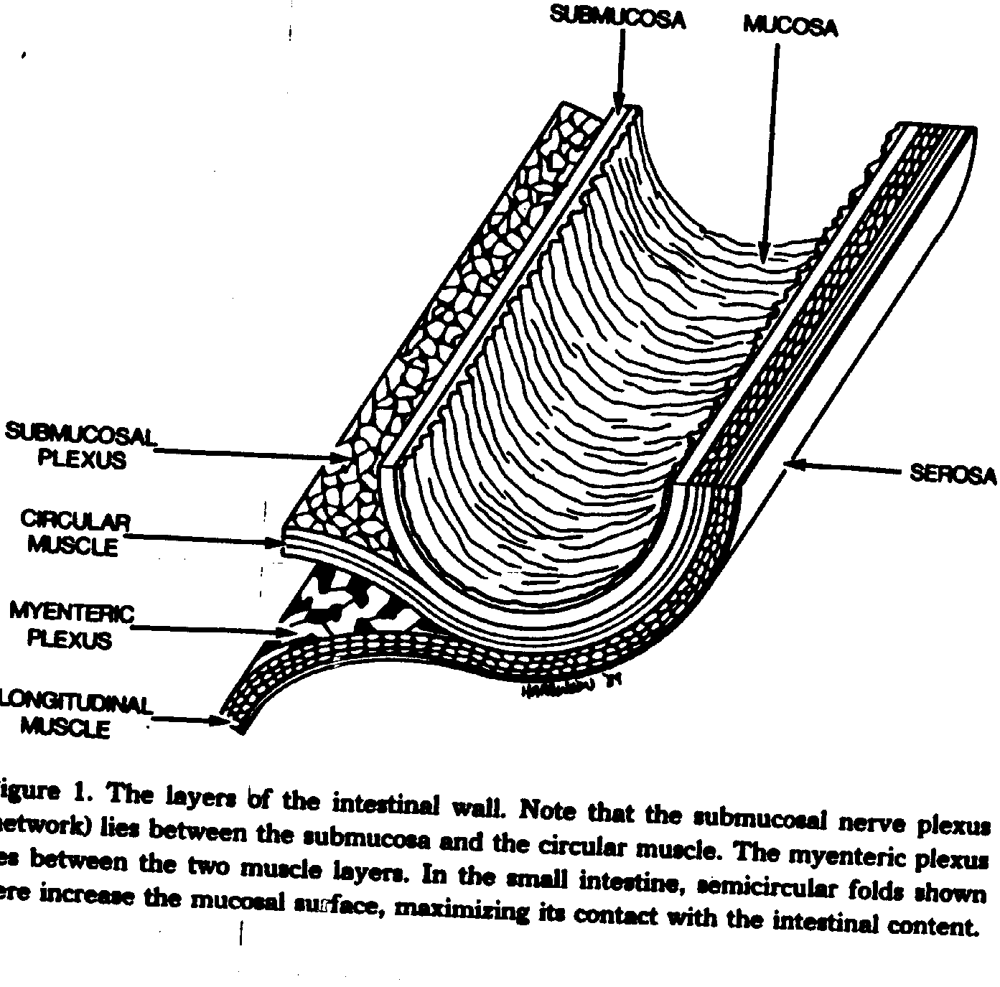 SUBMUCOSA
MUCOSA
SUBMUCOSAL
PLEXUS
SEROSA
CIRCULAR
MUSCLE
MYENTERIC
PLEXUS
LONGITUDINAL
MUSCLE
igure 1. The layers of the intestinal wall. Note that the submucosal nerve plexus
network) lies between the submucosa and the circular muscle. The myenteric plexus
es between the two muscle layers. In the small intestine, semicircular folds shown
ere increase the mucosal surface, maximizing its contact with the intestinal content.